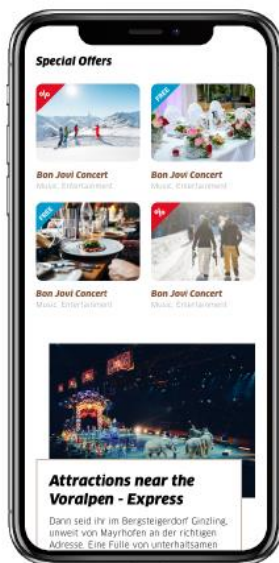 Special Offers
%
FREE
Bon Jovi Concert
Bon Jovi Concert
Music, Entertainment
Music, Entertainment
FREE
%
Bon Jovi Concert
Bon Jovi Concert
Music, Entertainment
Music, Entertainment
Attractions near the
Voralpen - Express
Dann seid ihr im Bergsteigerdorf Ginzling,
unweit von Mayrhofen an der richtigen
Adresse. Eine Fülle von unterhaltsamen